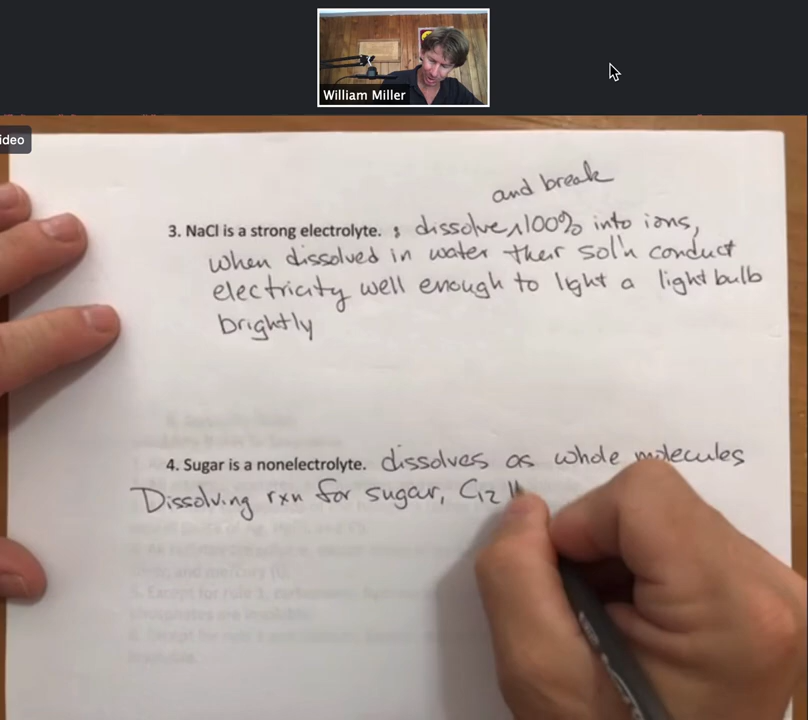 William Miller
ideo
and break
3. NaCl is a strong electrolyte. ; dissolve ^ 100% into ions,
when dissolved in water their sol'n conduct
electricity well enough to light a light bulb
brightly
4. Sugar is a nonelectrolyte. dissolves as whole molecules
Dissolving rxn for sugar, C12 H